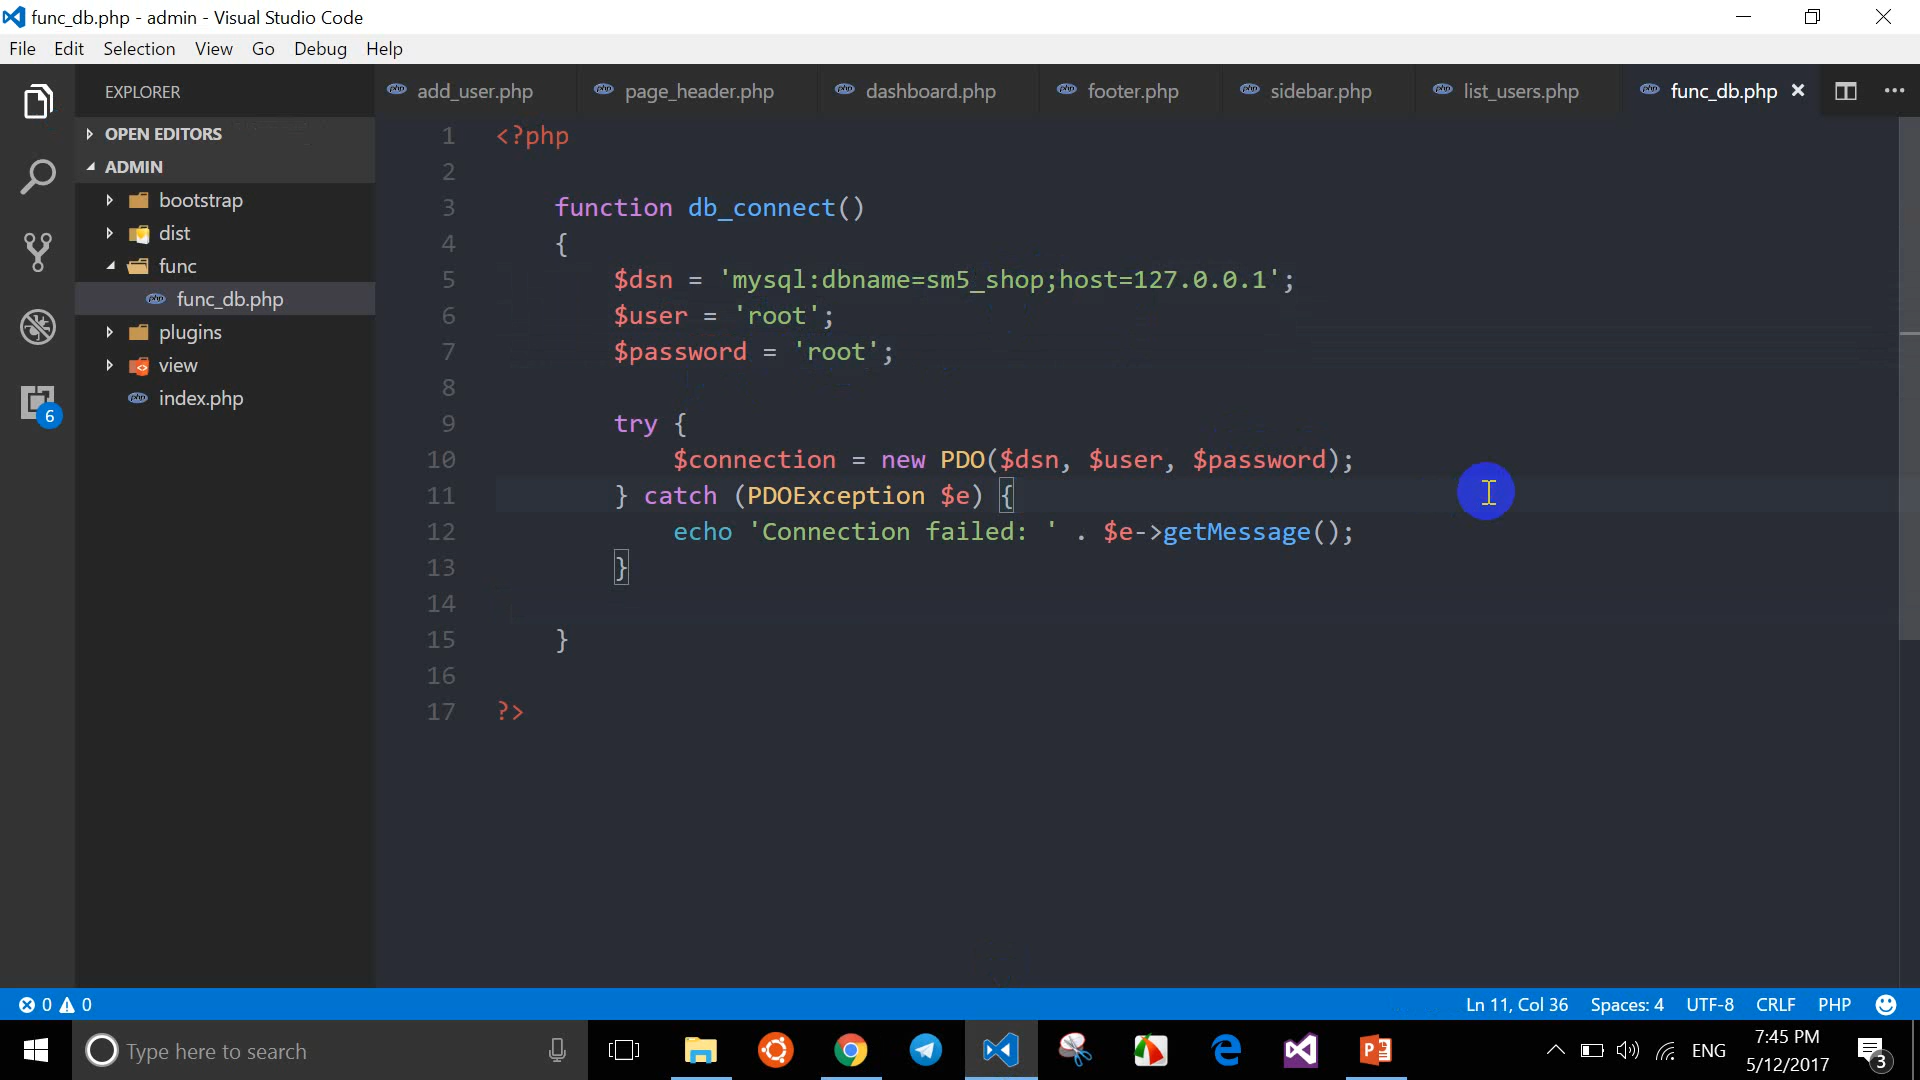 func_db.php - admin - Visual Studio Code
File Edit Selection View Go Debug Help
EXPLORER
OPEN EDITORS
ADMIN
bootstrap
dist
func
func_db.php
plugins
view
index.php
6
add_user.php page_header.php dashboard.php footer.php sidebar.php list_users.php func_db.php
1 <?php
2
3 function db_connect()
4 {
5 $dsn = 'mysql:dbname=sm5_shop;host=127.0.0.1';
6 $user = 'root';
7 $password = 'root';
8
9 try {
10 $connection = new PDO($dsn, $user, $password);
11 } catch (PDOException $e) {
12 echo 'Connection failed: ' . $e->getMessage();
13 }
14
15 }
16
17 ?>
0 0 Ln 11, Col 36 Spaces: 4 UTF-8 CRLF PHP
Type here to search
ENG
7:45 PM
5/12/2017
3